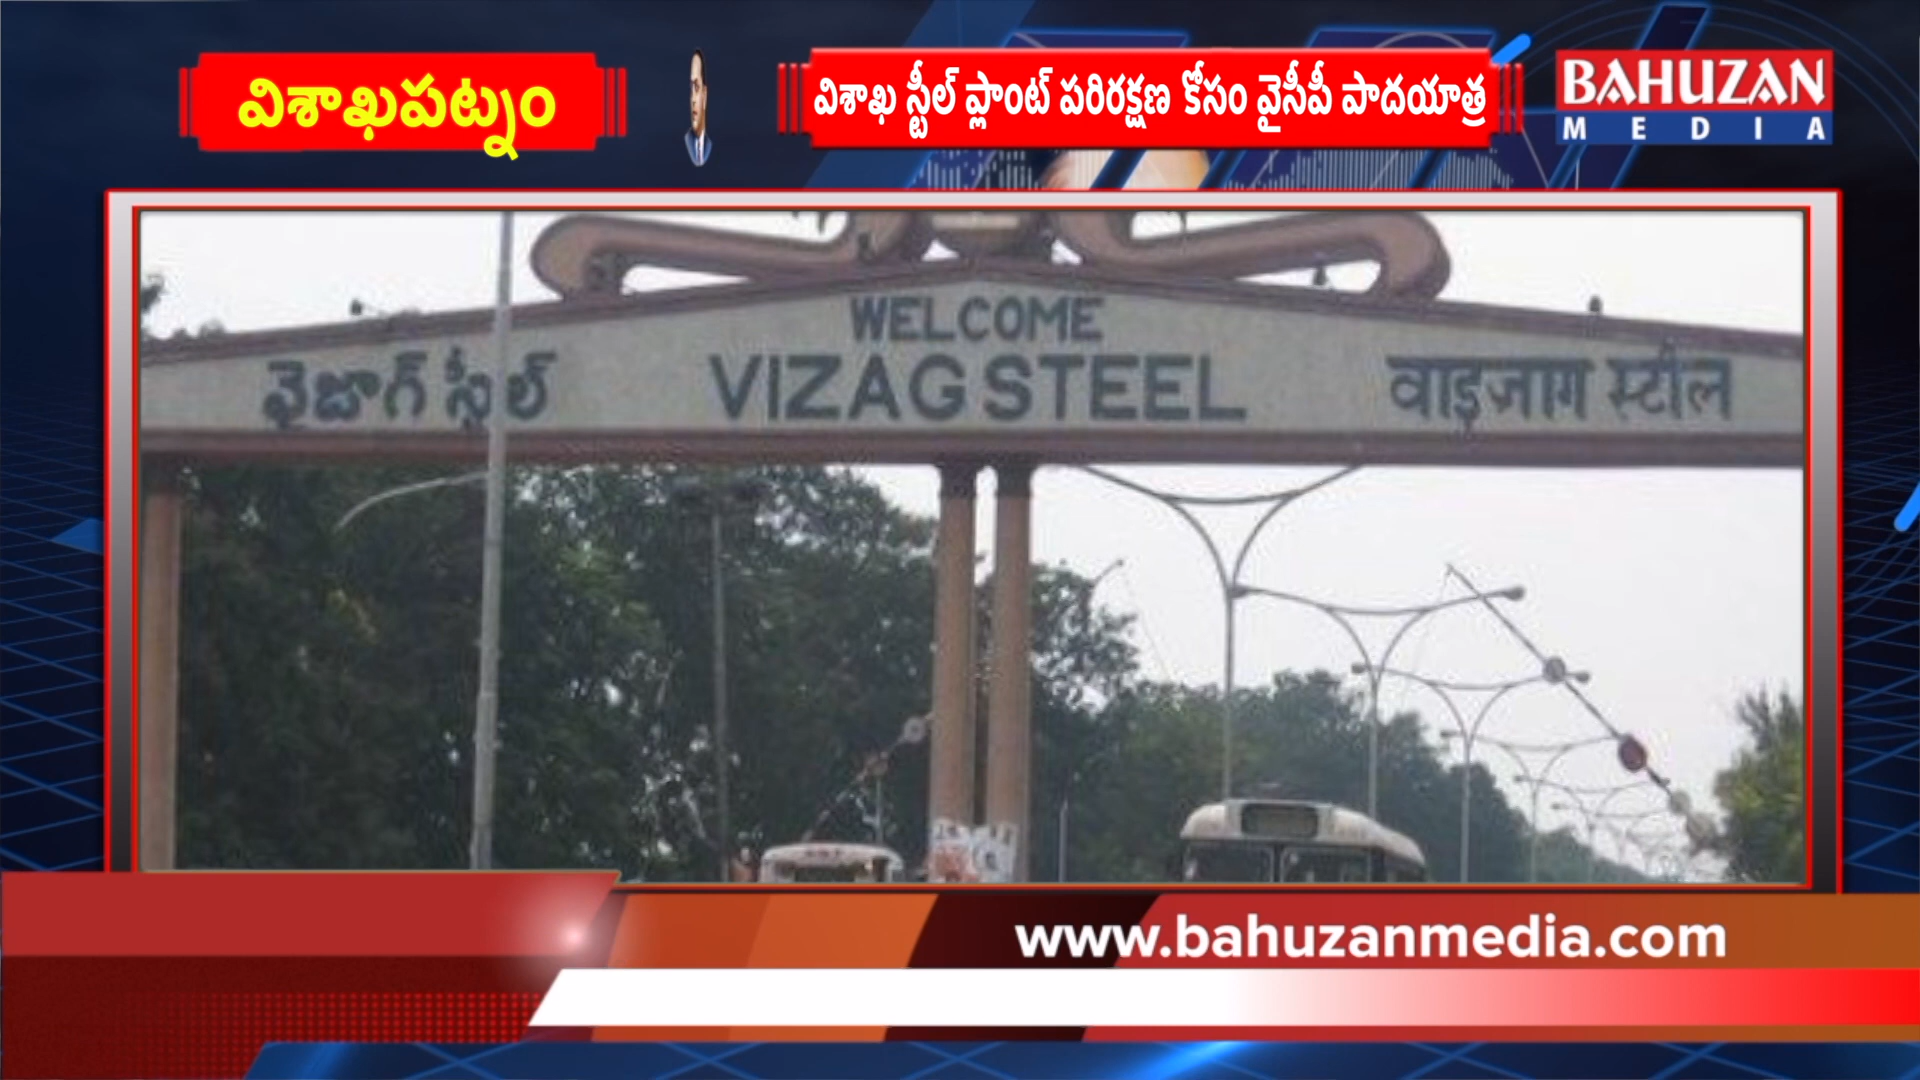 విశాఖపట్నం
విశాఖ స్టీల్ ప్లాంట్ పరిరక్షణ కోసం వైసీపీ పాదయాత్ర
BAHUZAN
MEDIA
WELCOME
వైజాగ్ స్టీల్ VIZAG STEEL वाइज़ाग स्टील
www.bahuzanmedia.com